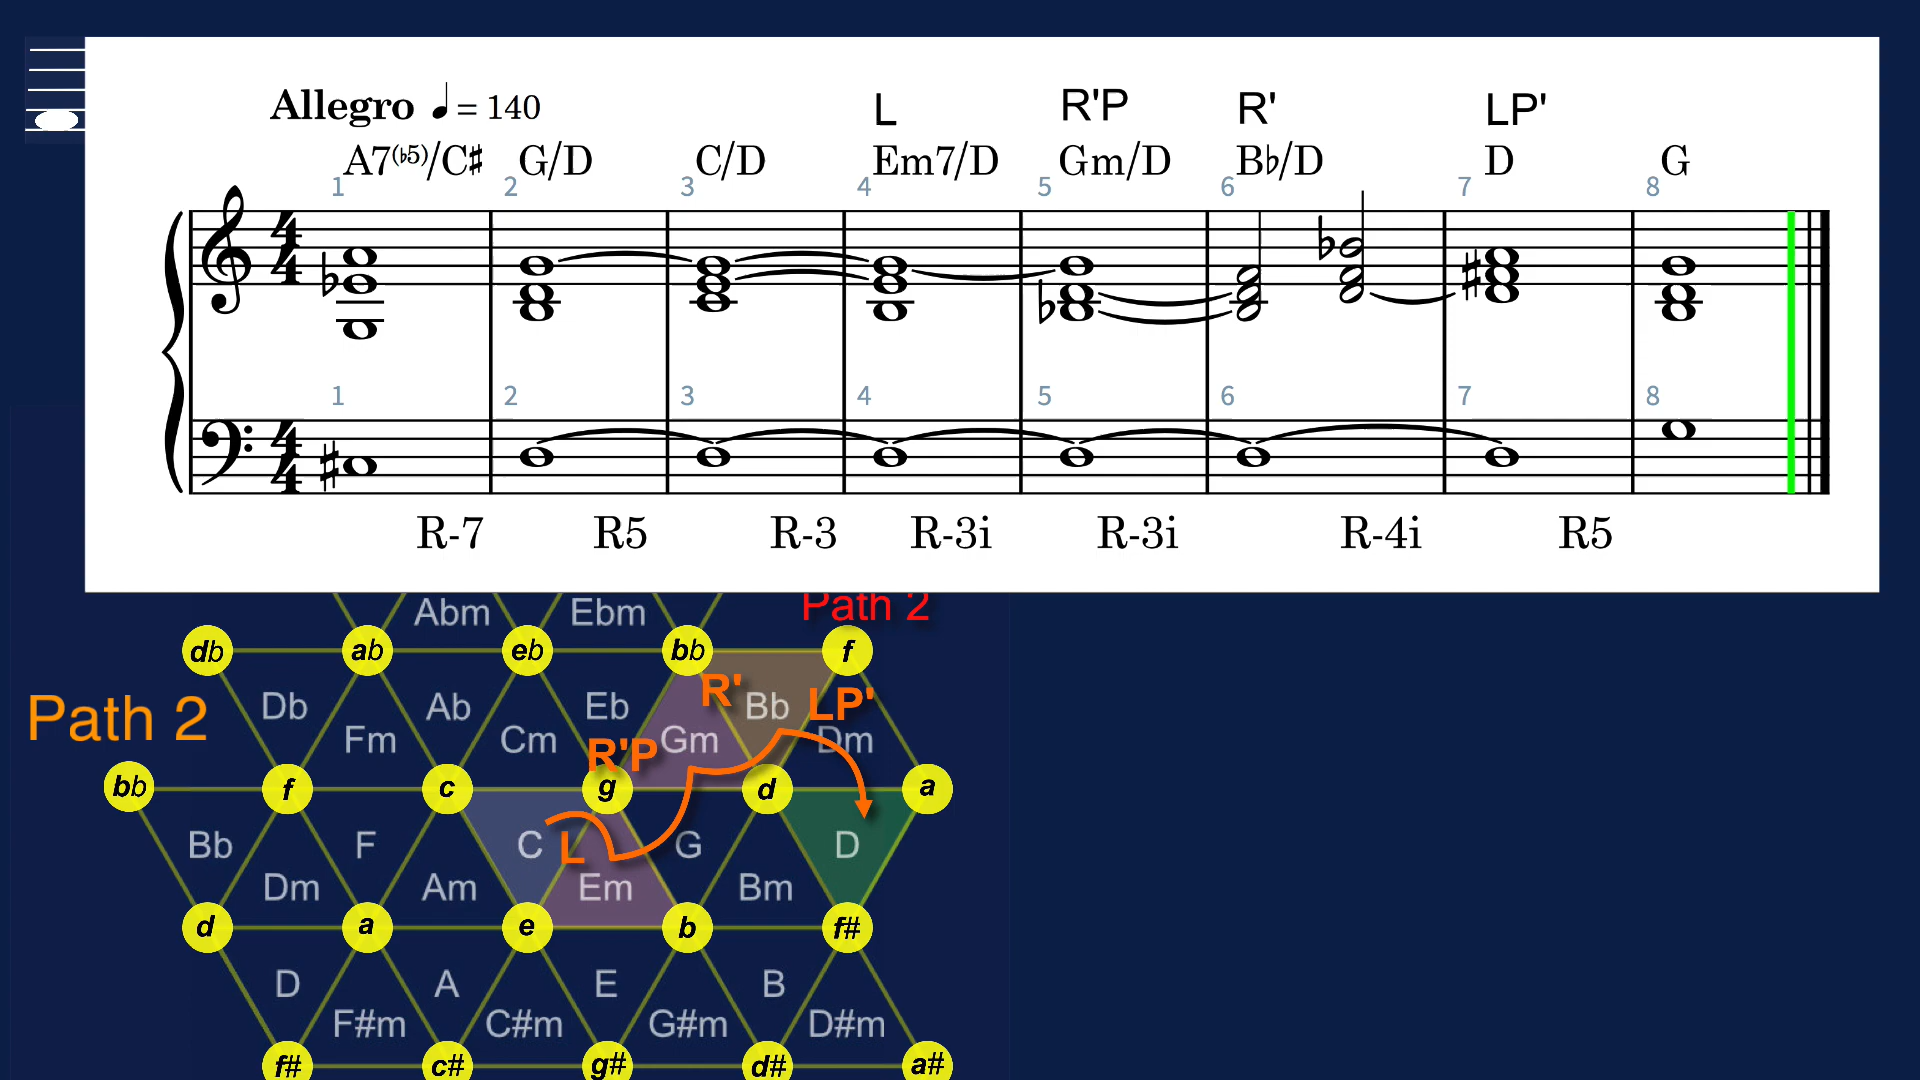 Allegro ♩= 140
L R'P R' LP'
A7(♭5)/C♯ G/D C/D Em7/D Gm/D B♭/D D G
1 2 3 4 5 6 7 8
1 2 3 4 5 6 7 8
R-7 R5 R-3 R-3i R-3i R-4i R5
Path 2
Abm Ebm
db ab eb bb f
Path 2
Db Ab Eb R' Bb LP'
Fm Cm R'P Gm Dm
bb f c g d a
Bb F C L G D
Dm Am Em Bm
d a e b f#
D A E B
F#m C#m G#m D#m
f# c# g# d# a#